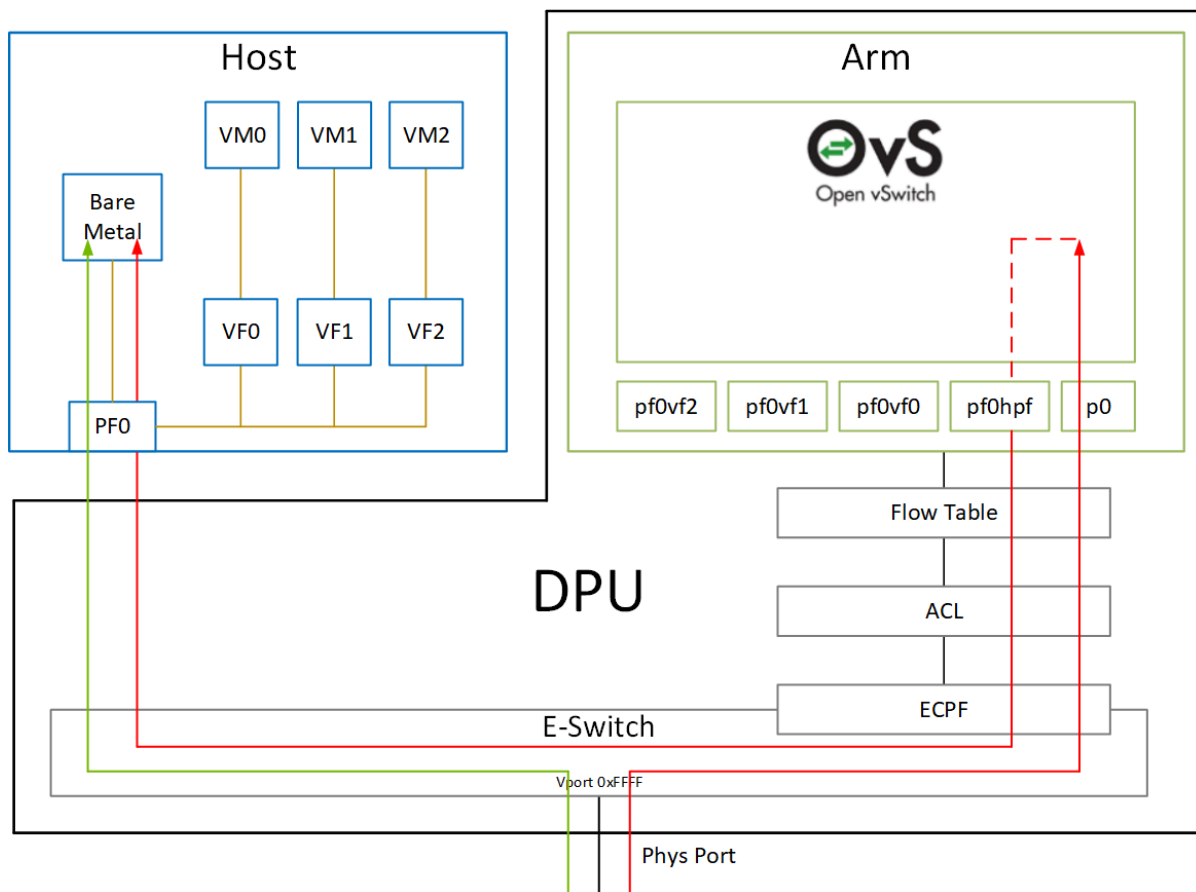 Host
Arm
VM0
VM1
VM2
OvS
Open vSwitch
Bare
Metal
VF0
VF1
VF2
PF0
pf0vf2
pf0vf1
pf0vf0
pf0hpf
p0
Flow Table
DPU
ACL
ECPF
E-Switch
Vport 0xFFFF
Phys Port